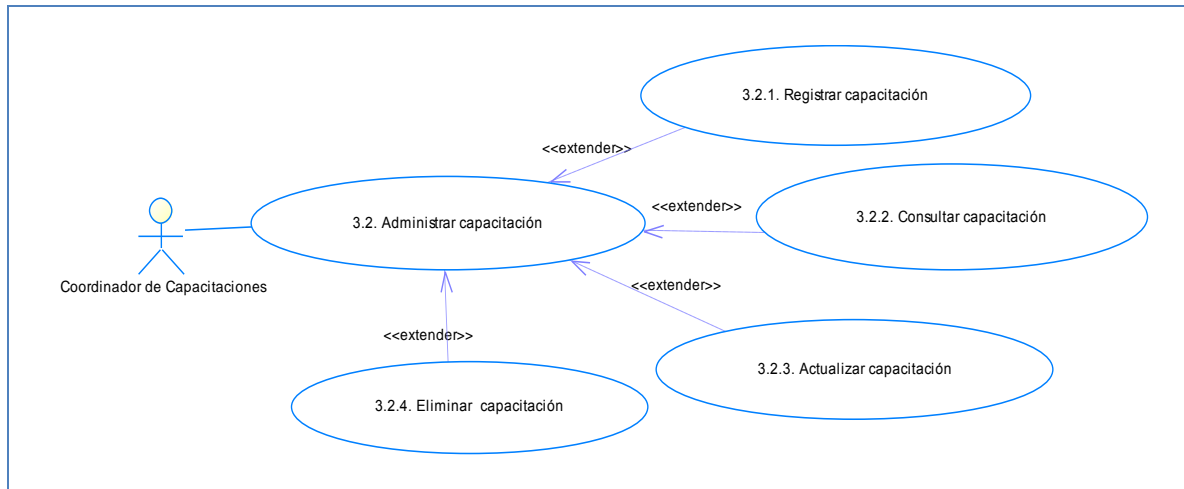 3.2.1. Registrar capacitación
<<extender>>
3.2. Administrar capacitación
<<extender>>
3.2.2. Consultar capacitación
Coordinador de Capacitaciones
<<extender>>
<<extender>>
3.2.3. Actualizar capacitación
3.2.4. Eliminar capacitación